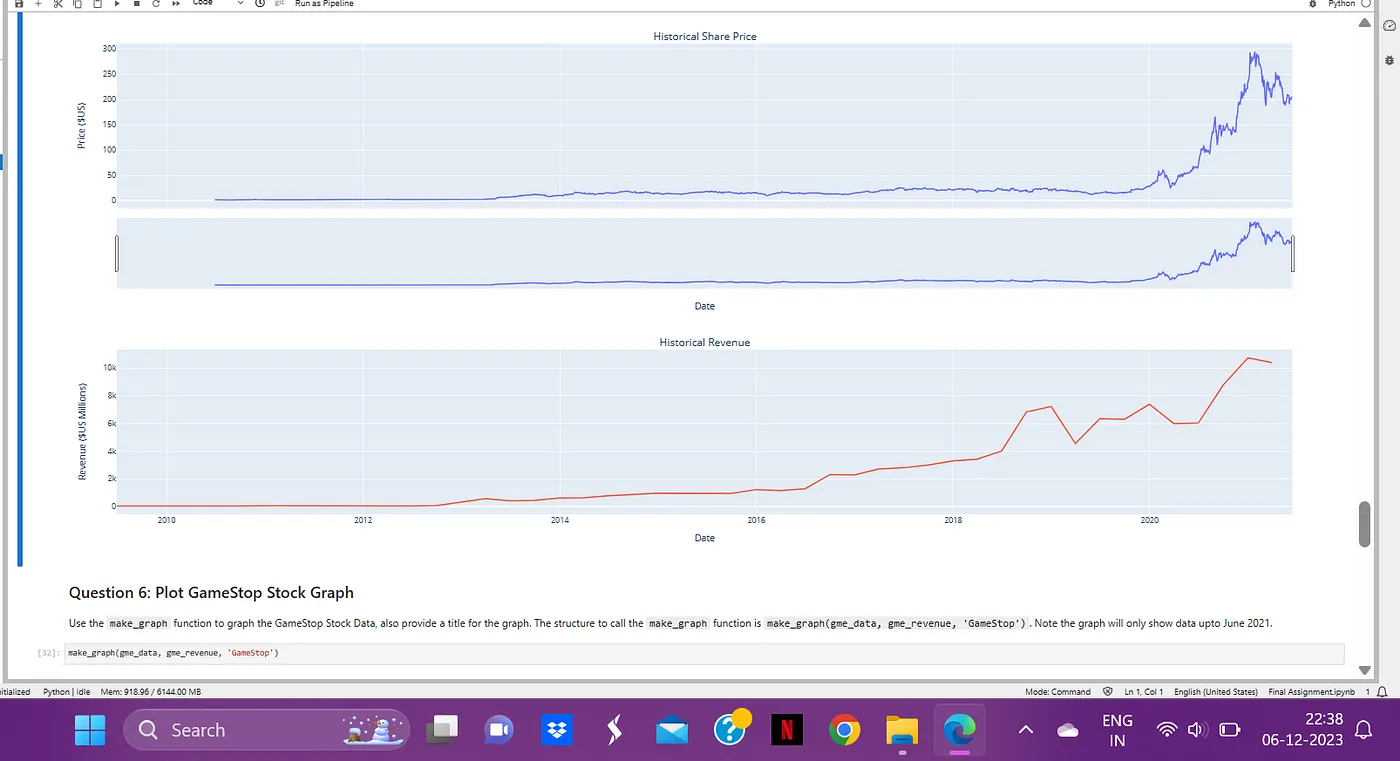 Code
git
Run as Pipeline
Python
Historical Share Price
300
250
200
150
100
50
0
Price ($US)
Date
Historical Revenue
10k
8k
6k
4k
2k
0
Revenue ($US Millions)
2010 2012 2014 2016 2018 2020
Date
Question 6: Plot GameStop Stock Graph
Use the make_graph function to graph the GameStop Stock Data, also provide a title for the graph. The structure to call the make_graph function is make_graph(gme_data, gme_revenue, 'GameStop'). Note the graph will only show data upto June 2021.
[32]: make_graph(gme_data, gme_revenue, 'GameStop')
nitialized Python | Idle Mem: 918.96 / 6144.00 MB Mode: Command Ln 1, Col 1 English (United States) Final Assignment.ipynb 1
Search
N
ENG
IN
22:38
06-12-2023